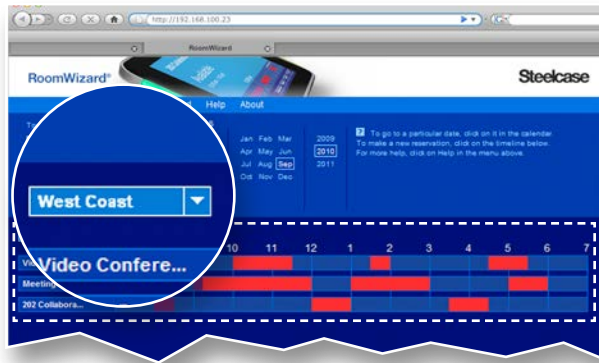 http://192.168.100.23
RoomWizard
RoomWizard® Steelcase
Help About
Jan Feb Mar 2009
Apr May Jun 2010
Jul Aug Sep 2011
Oct Nov Dec
? To go to a particular date, click on it in the calender.
To make a new reservation, click on the timeline below.
For more help, click on Help in the menu above.
West Coast
10 11 12 1 2 3 4 5 6 7
Video Confere...
Meeting
202 Collabora...